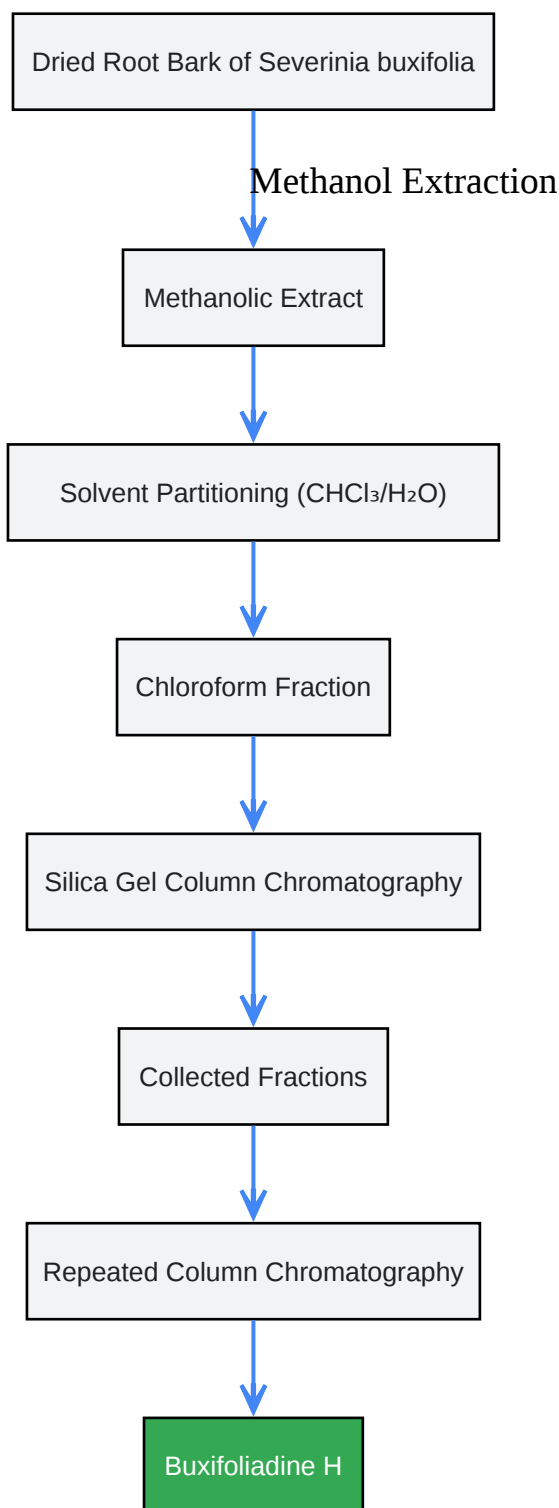 Dried Root Bark of Severinia buxifolia
Methanol Extraction
Methanolic Extract
Solvent Partitioning (CHCl₃/H₂O)
Chloroform Fraction
Silica Gel Column Chromatography
Collected Fractions
Repeated Column Chromatography
Buxifoliadine H